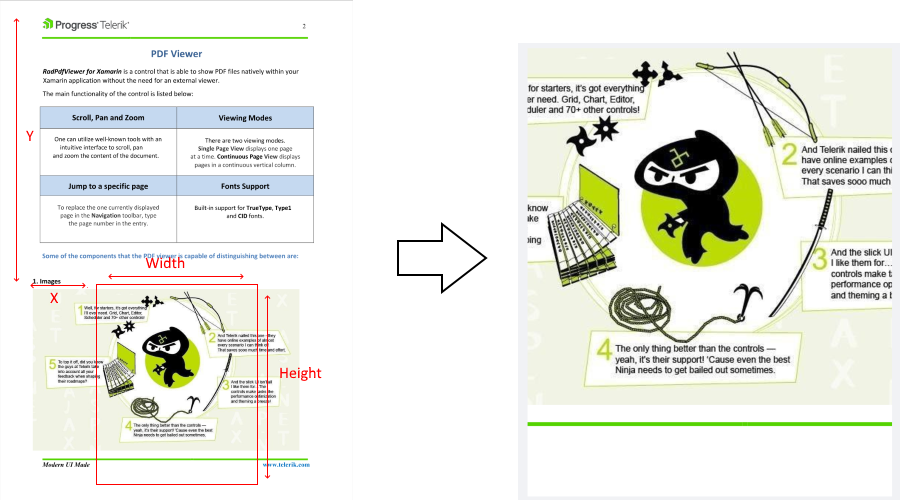 Progress Telerik
2
PDF Viewer
RadPdfViewer for Xamarin is a control that is able to show PDF files natively within your
Xamarin application without the need for an external viewer.
The main functionality of the control is listed below:
Scroll, Pan and Zoom
Viewing Modes
One can utilize well-known tools with an
intuitive interface to scroll, pan
and zoom the content of the document.
There are two viewing modes.
Single Page View displays one page
at a time. Continuous Page View displays
pages in a continuous vertical column.
Jump to a specific page
Fonts Support
To replace the one currently displayed
page in the Navigation toolbar, type
the page number in the entry.
Built-in support for TrueType, Type1
and CID fonts.
Some of the components that the PDF viewer is capable of distinguishing between are:
Y
Width
1. Images
X
Height
1
Well, for starters, it's got everything
I'll ever need. Grid, Chart, Editor,
Scheduler and 70+ other controls!
2
And Telerik nailed this one - they
have online examples of almost
every scenario I can think of.
That saves sooo much time and effort.
5
To top it off, did you know
the guys at Telerik take
into account all your
feedback when shaping
their roadmaps?
3
And the slick UI isn't all
I like them for... The
controls make
performance optimization
and theming a breeze!
4
The only thing better than the controls —
yeah, it's their support! 'Cause even the best
Ninja needs to get bailed out sometimes.
Modern UI Made
www.telerik.com
for starters, it's got everything
er need. Grid, Chart, Editor,
duler and 70+ other controls!
2
And Telerik nailed this
have online examples
every scenario I can thi
That saves sooo much
know
ake
ping
3
And the slick UI
I like them for...
controls make t
performance op
and theming a b
4
The only thing better than the controls —
yeah, it's their support! 'Cause even the best
Ninja needs to get bailed out sometimes.
E
T
A
X